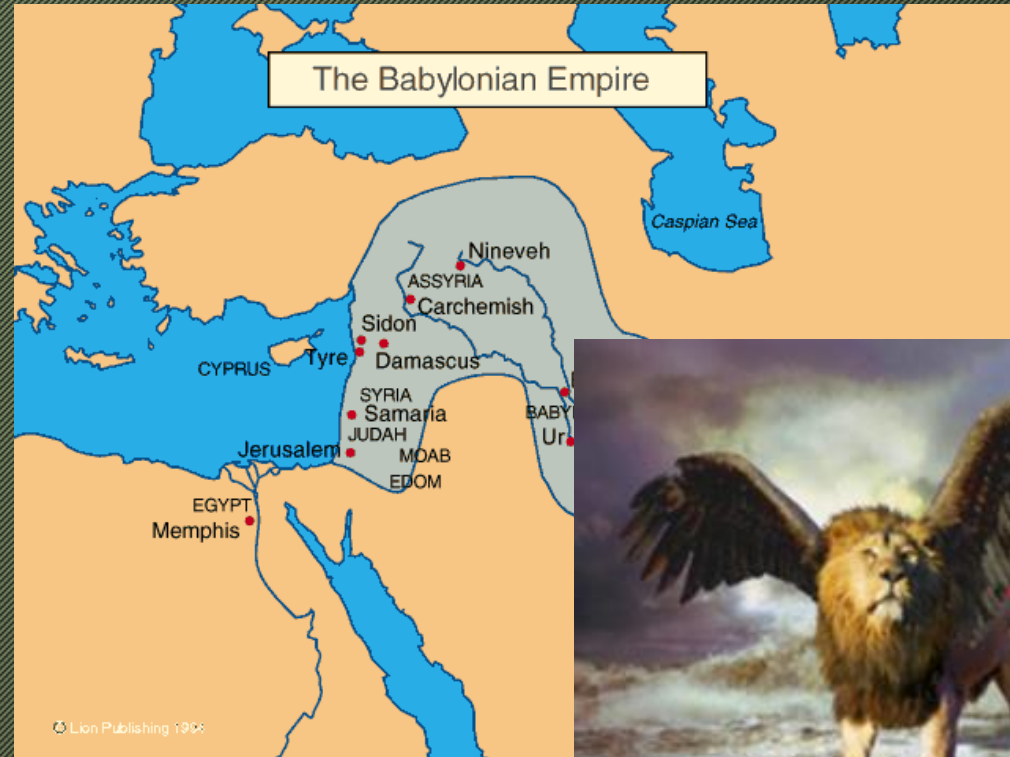 The Babylonian Empire
Caspian Sea
Nineveh
ASSYRIA
Carchemish
Sidon
Tyre
Damascus
CYPRUS
SYRIA
Samaria
JUDAH
Jerusalem
MOAB
EDOM
Ur
EGYPT
Memphis
© Lion Publishing